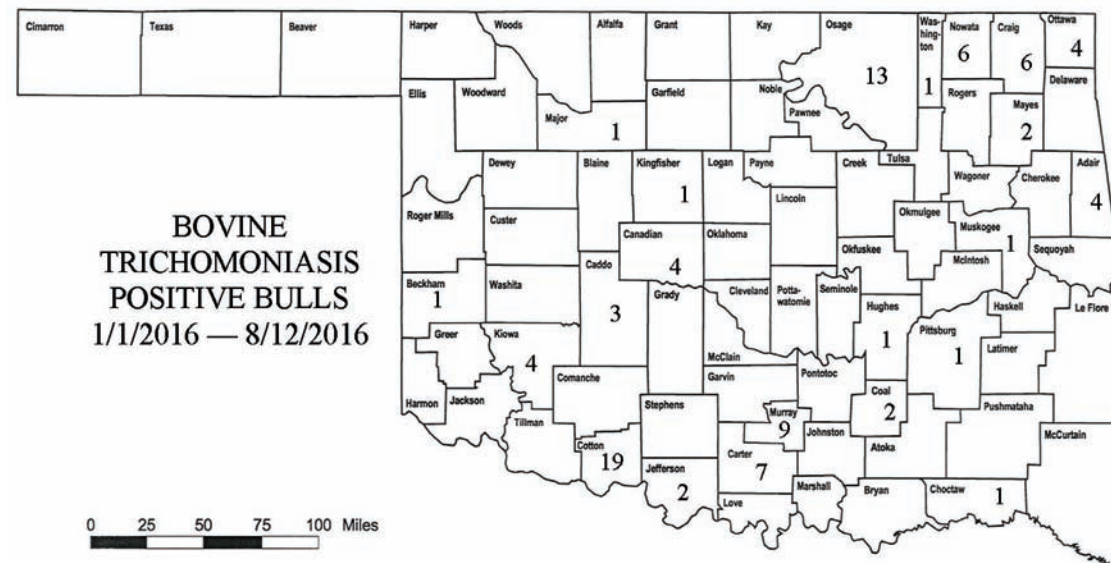 Cimarron
Texas
Beaver
Harper
Woods
Alfalfa
Grant
Kay
Osage
13
Was-
hing-
ton
1
Nowata
6
Craig
6
Ottawa
4
Ellis
Woodward
Major
1
Garfield
Noble
Pawnee
Rogers
Mayes
2
Delaware
Dewey
Blaine
Kingfisher
1
Logan
Payne
Creek
Tulsa
Wagoner
Cherokee
Adair
4
Roger Mills
Custer
Canadian
4
Oklahoma
Lincoln
Okmulgee
Muskogee
1
Sequoyah
Okfuskee
McIntosh
BOVINE
TRICHOMONIASIS
POSITIVE BULLS
1/1/2016 — 8/12/2016
Beckham
1
Washita
Caddo
3
Grady
Cleveland
Potta-
watomie
Seminole
Hughes
1
Haskell
Le Flore
Greer
Kiowa
4
McClain
Pittsburg
1
Latimer
Harmon
Jackson
Comanche
Garvin
Pontotoc
Coal
2
Pushmataha
Tillman
Stephens
Murray
9
Johnston
Atoka
McCurtain
Cotton
19
Jefferson
2
Carter
7
Love
Marshall
Bryan
Choctaw
1
0 25 50 75 100 Miles